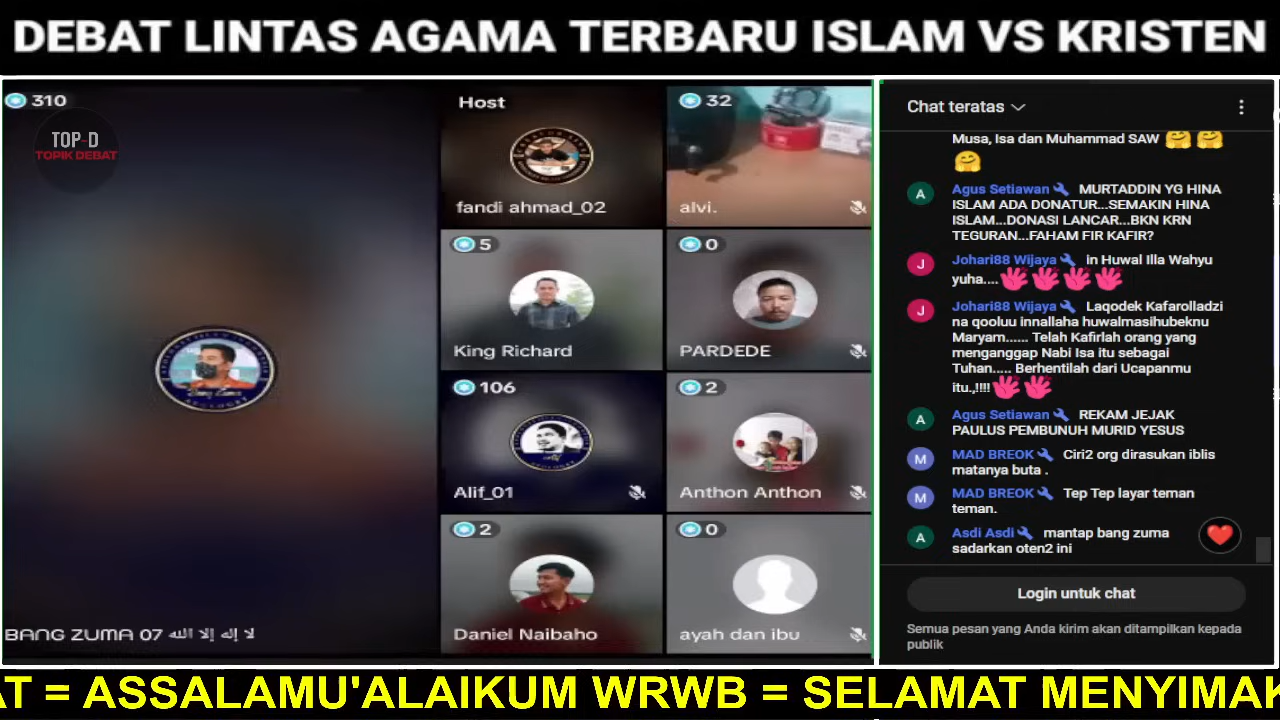 DEBAT LINTAS AGAMA TERBARU ISLAM VS KRISTEN
310
TOP-D
TOPIK DEBAT
BANG ZUMA 07 لا إله إلا الله
Host
fandi ahmad_02
32
alvi.
5
King Richard
0
PARDEDE
106
Alif_01
2
Anthon Anthon
2
Daniel Naibaho
0
ayah dan ibu
Chat teratas
Musa, Isa dan Muhammad SAW 🤗 🤗
🤗
A
Agus Setiawan MURTADDIN YG HINA
ISLAM ADA DONATUR...SEMAKIN HINA
ISLAM...DONASI LANCAR...BKN KRN
TEGURAN...FAHAM FIR KAFIR?
J
Johari88 Wijaya in Huwal Illa Wahyu
yuha....
J
Johari88 Wijaya Laqodek Kafarolladzi
na qooluu innallaha huwalmasihubeknu
Maryam...... Telah Kafirlah orang yang
menganggap Nabi Isa itu sebagai
Tuhan..... Berhentilah dari Ucapanmu
itu.,!!!!
A
Agus Setiawan REKAM JEJAK
PAULUS PEMBUNUH MURID YESUS
M
MAD BREOK Ciri2 org dirasukan iblis
matanya buta .
M
MAD BREOK Tep Tep layar teman
teman.
A
Asdi Asdi mantap bang zuma
sadarkan oten2 ini
Login untuk chat
Semua pesan yang Anda kirim akan ditampilkan kepada
publik
AT = ASSALAMU'ALAIKUM WRWB = SELAMAT MENYIMAK